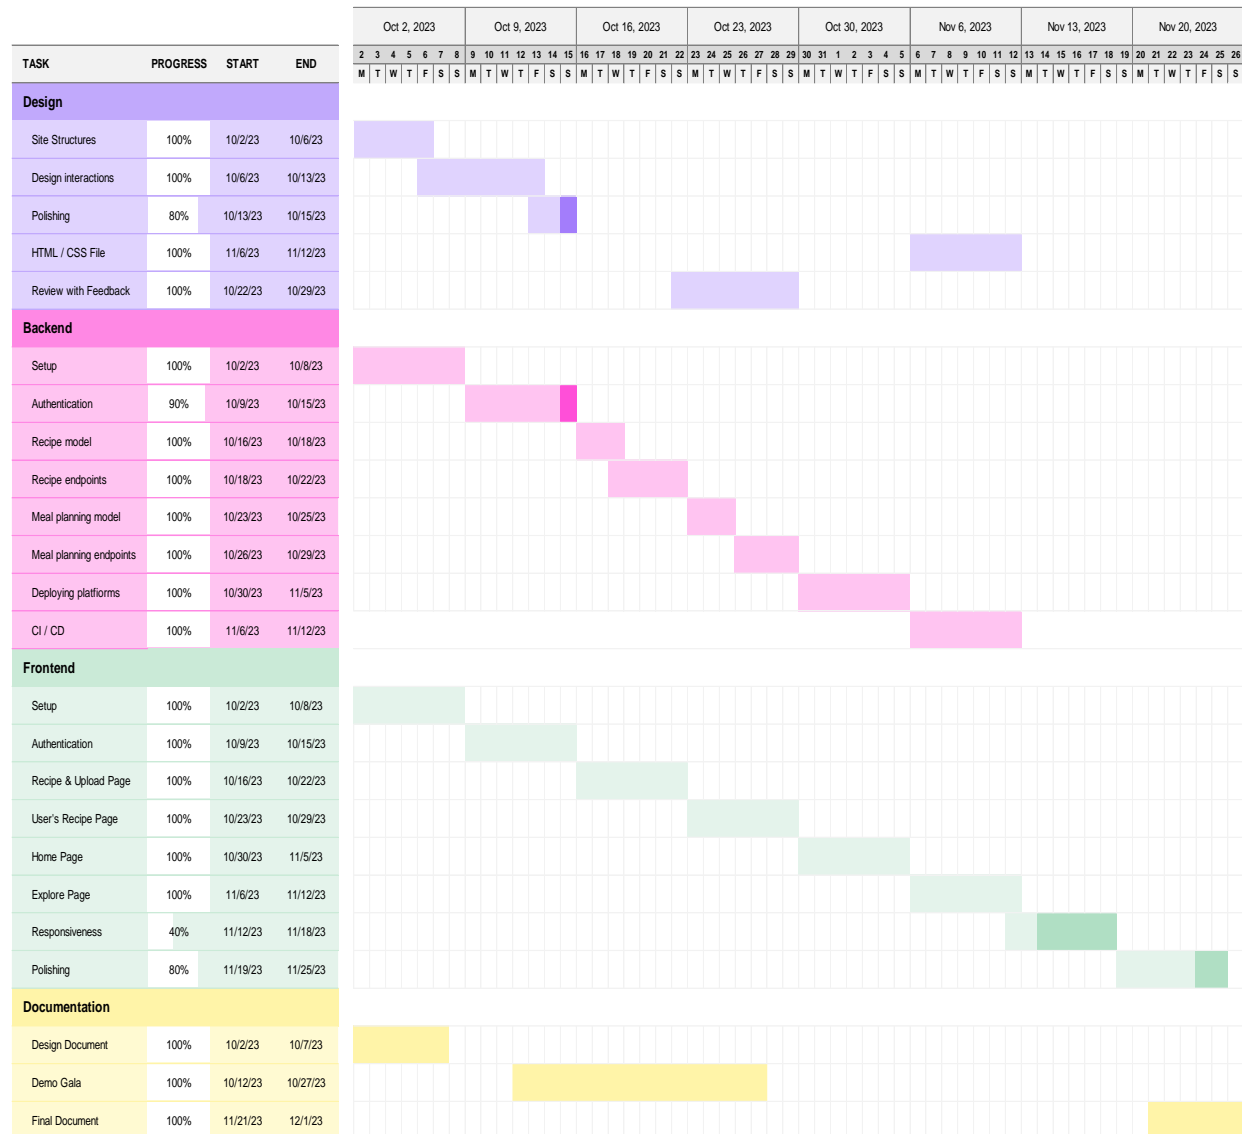 Oct 2, 2023 Oct 9, 2023 Oct 16, 2023 Oct 23, 2023 Oct 30, 2023 Nov 6, 2023 Nov 13, 2023 Nov 20, 2023
2 3 4 5 6 7 8 9 10 11 12 13 14 15 16 17 18 19 20 21 22 23 24 25 26 27 28 29 30 31 1 2 3 4 5 6 7 8 9 10 11 12 13 14 15 16 17 18 19 20 21 22 23 24 25 26
TASK PROGRESS START END
M T W T F S S M T W T F S S M T W T F S S M T W T F S S M T W T F S S M T W T F S S M T W T F S S M T W T F S S
Design
Site Structures 100% 10/2/23 10/6/23
Design interactions 100% 10/6/23 10/13/23
Polishing 80% 10/13/23 10/15/23
HTML / CSS File 100% 11/6/23 11/12/23
Review with Feedback 100% 10/22/23 10/29/23
Backend
Setup 100% 10/2/23 10/8/23
Authentication 90% 10/9/23 10/15/23
Recipe model 100% 10/16/23 10/18/23
Recipe endpoints 100% 10/18/23 10/22/23
Meal planning model 100% 10/23/23 10/25/23
Meal planning endpoints 100% 10/26/23 10/29/23
Deploying platfiorms 100% 10/30/23 11/5/23
CI / CD 100% 11/6/23 11/12/23
Frontend
Setup 100% 10/2/23 10/8/23
Authentication 100% 10/9/23 10/15/23
Recipe & Upload Page 100% 10/16/23 10/22/23
User's Recipe Page 100% 10/23/23 10/29/23
Home Page 100% 10/30/23 11/5/23
Explore Page 100% 11/6/23 11/12/23
Responsiveness 40% 11/12/23 11/18/23
Polishing 80% 11/19/23 11/25/23
Documentation
Design Document 100% 10/2/23 10/7/23
Demo Gala 100% 10/12/23 10/27/23
Final Document 100% 11/21/23 12/1/23